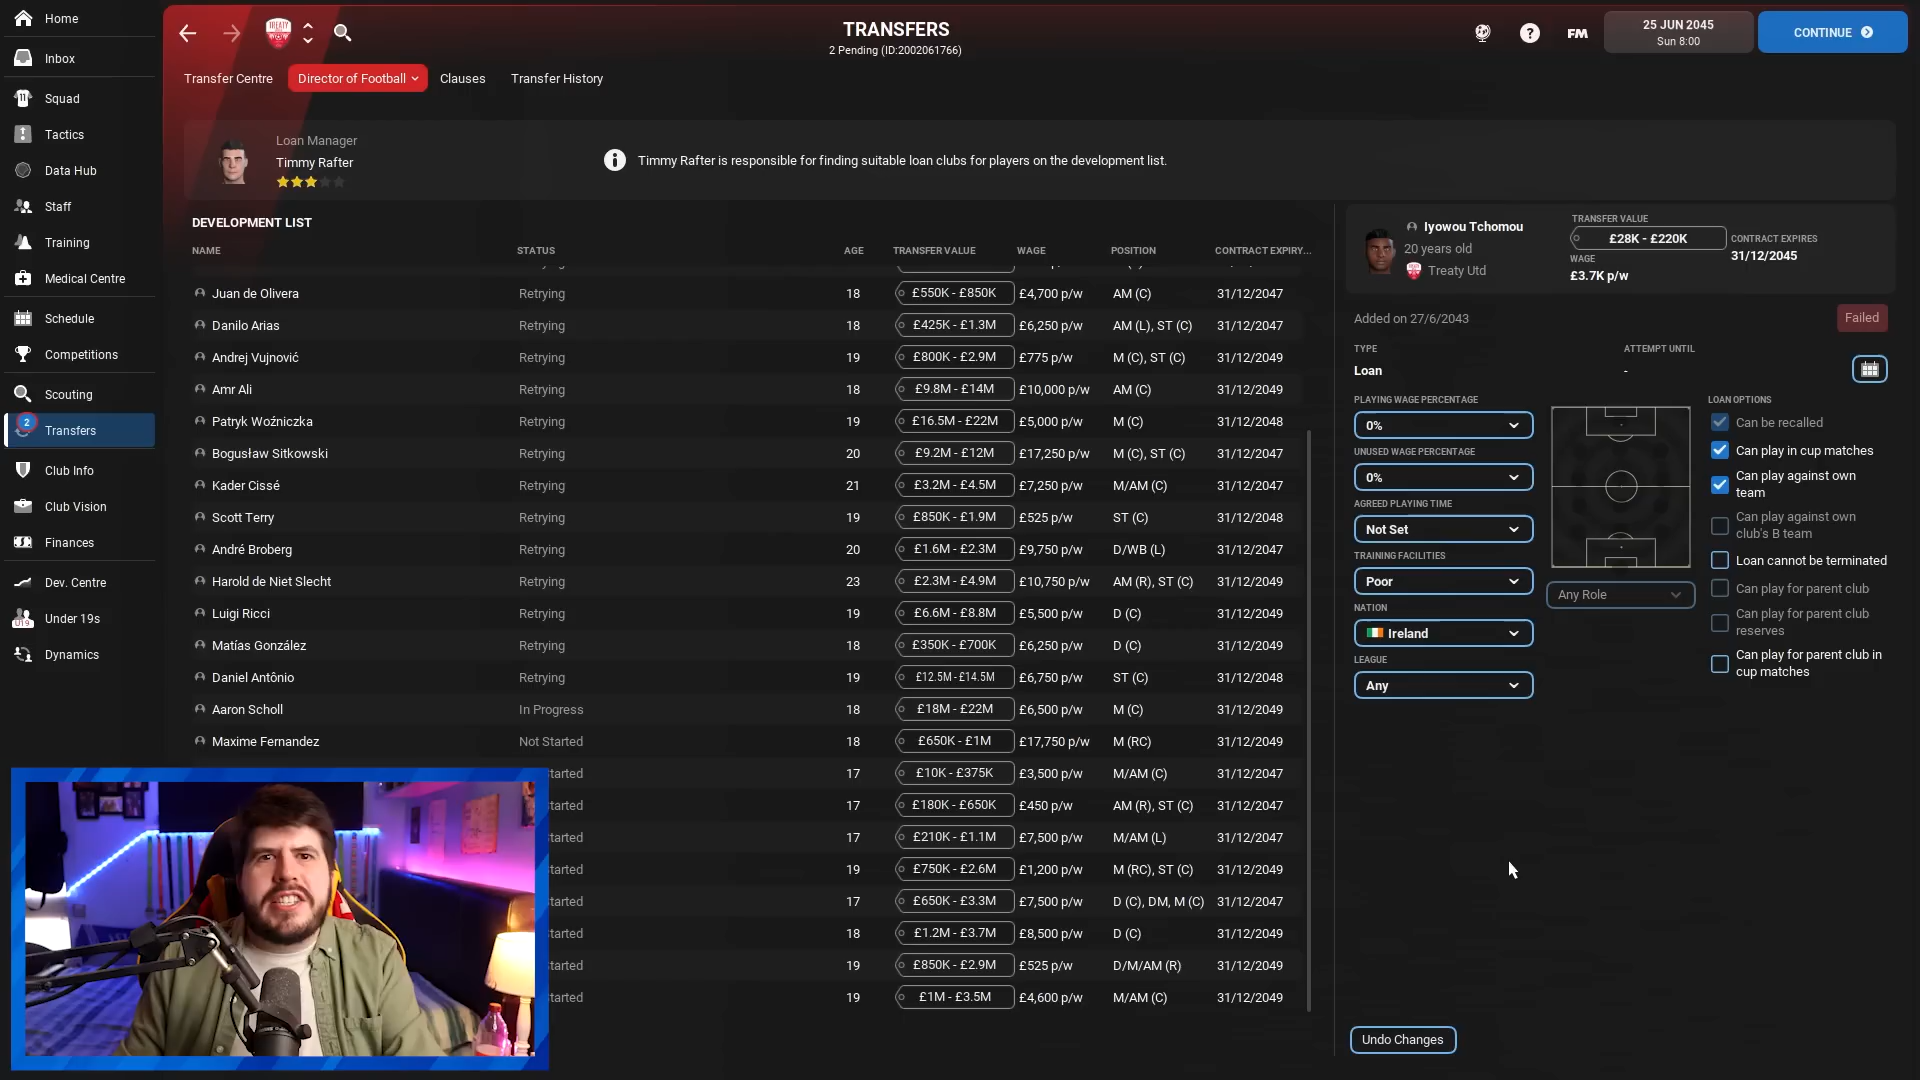 Home
Inbox
Squad
Tactics
Data Hub
Staff
Training
Medical Centre
Schedule
Competitions
Scouting
2
Transfers
Club Info
Club Vision
Finances
Dev. Centre
U19
Under 19s
Dynamics
TREATY
TRANSFERS
2 Pending (ID:2002061766)
?
FM
25 JUN 2045
Sun 8:00
CONTINUE
Transfer Centre
Director of Football
Clauses
Transfer History
Loan Manager
Timmy Rafter
Timmy Rafter is responsible for finding suitable loan clubs for players on the development list.
DEVELOPMENT LIST
NAME STATUS AGE TRANSFER VALUE WAGE POSITION CONTRACT EXPIRY...
Juan de Olivera Retrying 18 £550K - £850K £4,700 p/w AM (C) 31/12/2047
Danilo Arias Retrying 18 £425K - £1.3M £6,250 p/w AM (L), ST (C) 31/12/2047
Andrej Vujnović Retrying 19 £800K - £2.9M £775 p/w M (C), ST (C) 31/12/2049
Amr Ali Retrying 18 £9.8M - £14M £10,000 p/w AM (C) 31/12/2049
Patryk Woźniczka Retrying 19 £16.5M - £22M £5,000 p/w M (C) 31/12/2048
Bogusław Sitkowski Retrying 20 £9.2M - £12M £17,250 p/w M (C), ST (C) 31/12/2047
Kader Cissé Retrying 21 £3.2M - £4.5M £7,250 p/w M/AM (C) 31/12/2047
Scott Terry Retrying 19 £850K - £1.9M £525 p/w ST (C) 31/12/2048
André Broberg Retrying 20 £1.6M - £2.3M £9,750 p/w D/WB (L) 31/12/2047
Harold de Niet Slecht Retrying 23 £2.3M - £4.9M £10,750 p/w AM (R), ST (C) 31/12/2049
Luigi Ricci Retrying 19 £6.6M - £8.8M £5,500 p/w D (C) 31/12/2049
Matías González Retrying 18 £350K - £700K £6,250 p/w D (C) 31/12/2049
Daniel Antônio Retrying 19 £12.5M - £14.5M £6,750 p/w ST (C) 31/12/2048
Aaron Scholl In Progress 18 £18M - £22M £6,500 p/w M (C) 31/12/2049
Maxime Fernandez Not Started 18 £650K - £1M £17,750 p/w M (RC) 31/12/2049
tarted 17 £10K - £375K £3,500 p/w M/AM (C) 31/12/2047
tarted 17 £180K - £650K £450 p/w AM (R), ST (C) 31/12/2047
tarted 17 £210K - £1.1M £7,500 p/w M/AM (L) 31/12/2047
tarted 19 £750K - £2.6M £1,200 p/w M (RC), ST (C) 31/12/2049
tarted 17 £650K - £3.3M £7,500 p/w D (C), DM, M (C) 31/12/2047
tarted 18 £1.2M - £3.7M £8,500 p/w D (C) 31/12/2049
tarted 19 £850K - £2.9M £525 p/w D/M/AM (R) 31/12/2049
tarted 19 £1M - £3.5M £4,600 p/w M/AM (C) 31/12/2049
Iyowou Tchomou
20 years old
Treaty Utd
TRANSFER VALUE
£28K - £220K
WAGE
£3.7K p/w
CONTRACT EXPIRES
31/12/2045
Added on 27/6/2043
Failed
TYPE
Loan
ATTEMPT UNTIL
-
PLAYING WAGE PERCENTAGE
0%
UNUSED WAGE PERCENTAGE
0%
AGREED PLAYING TIME
Not Set
TRAINING FACILITIES
Poor
NATION
Ireland
LEAGUE
Any
Any Role
LOAN OPTIONS
Can be recalled
Can play in cup matches
Can play against own
team
Can play against own
club's B team
Loan cannot be terminated
Can play for parent club
Can play for parent club
reserves
Can play for parent club in
cup matches
Undo Changes